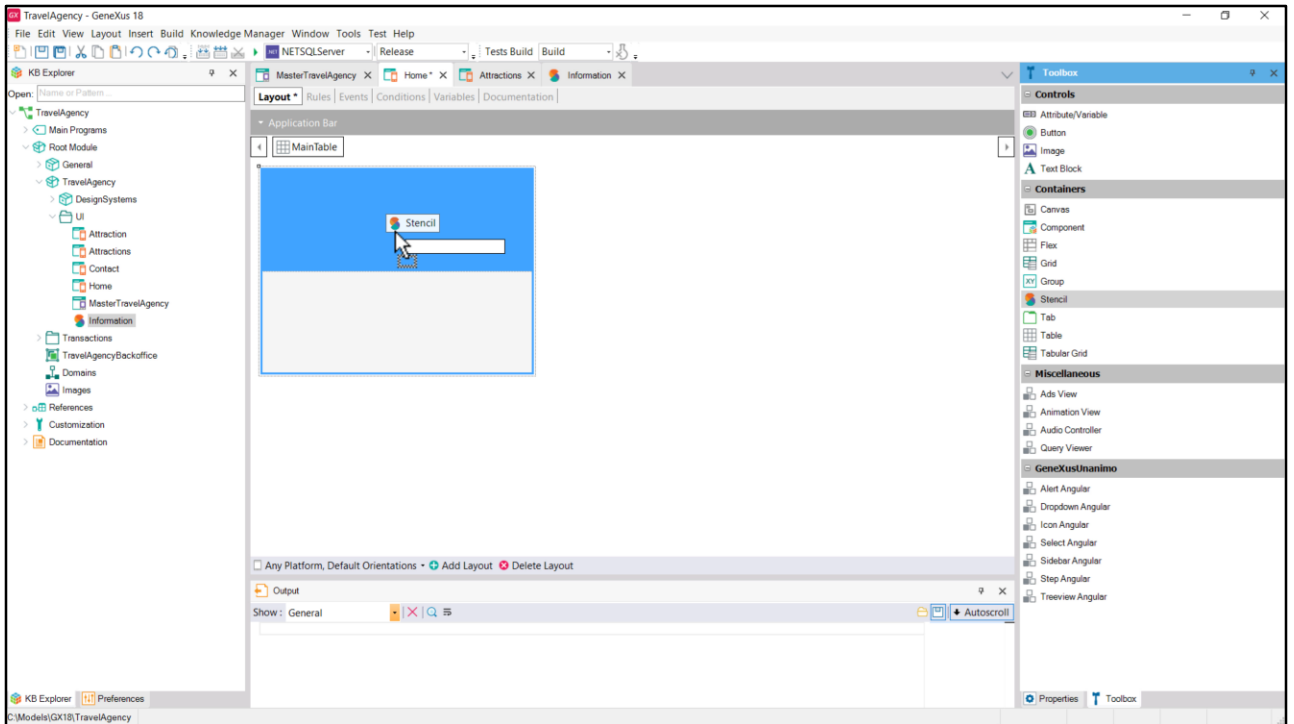 GX TravelAgency - GeneXus 18
File Edit View Layout Insert Build Knowledge Manager Window Tools Test Help
NETSQLServer Release Tests Build Build
KB Explorer
Open: Name or Pattern ...
TravelAgency
Main Programs
Root Module
General
TravelAgency
DesignSystems
UI
Attraction
Attractions
Contact
Home
MasterTravelAgency
Information
Transactions
TravelAgencyBackoffice
Domains
Images
References
Customization
Documentation
KB Explorer Preferences
C:\Models\GX18\TravelAgency
MasterTravelAgency X Home* X Attractions X Information X
Layout * Rules Events Conditions Variables Documentation
Application Bar
MainTable
Stencil
Any Platform, Default Orientations Add Layout Delete Layout
Output
Show: General Autoscroll
Toolbox
Controls
Attribute/Variable
Button
Image
Text Block
Containers
Canvas
Component
Flex
Grid
Group
Stencil
Tab
Table
Tabular Grid
Miscellaneous
Ads View
Animation View
Audio Controller
Query Viewer
GeneXusUnanimo
Alert Angular
Dropdown Angular
Icon Angular
Select Angular
Sidebar Angular
Step Angular
Treeview Angular
Properties Toolbox